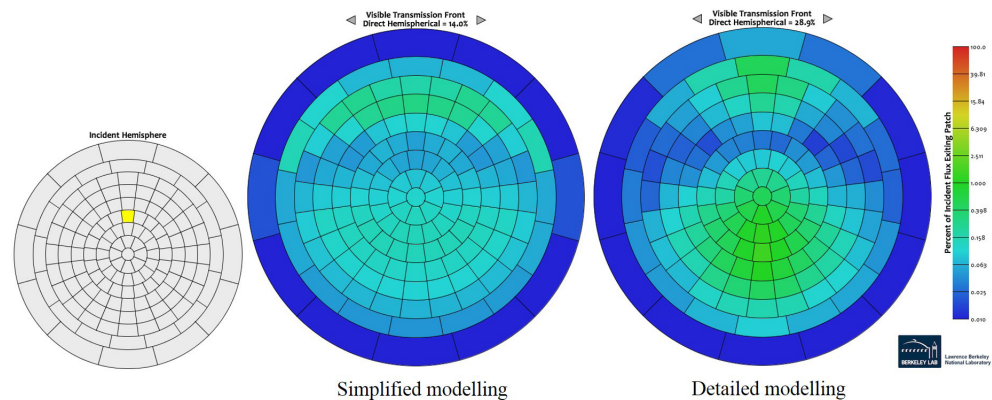 Incident Hemisphere
Visible Transmission Front
Direct Hemispherical = 14.0%
Simplified modelling
Visible Transmission Front
Direct Hemispherical = 28.9%
Detailed modelling
Percent of Incident Flux Exiting Patch
100.0
39.81
15.84
6.309
2.511
1.000
0.398
0.158
0.063
0.025
0.010
BERKELEY LAB
Lawrence Berkeley
National Laboratory